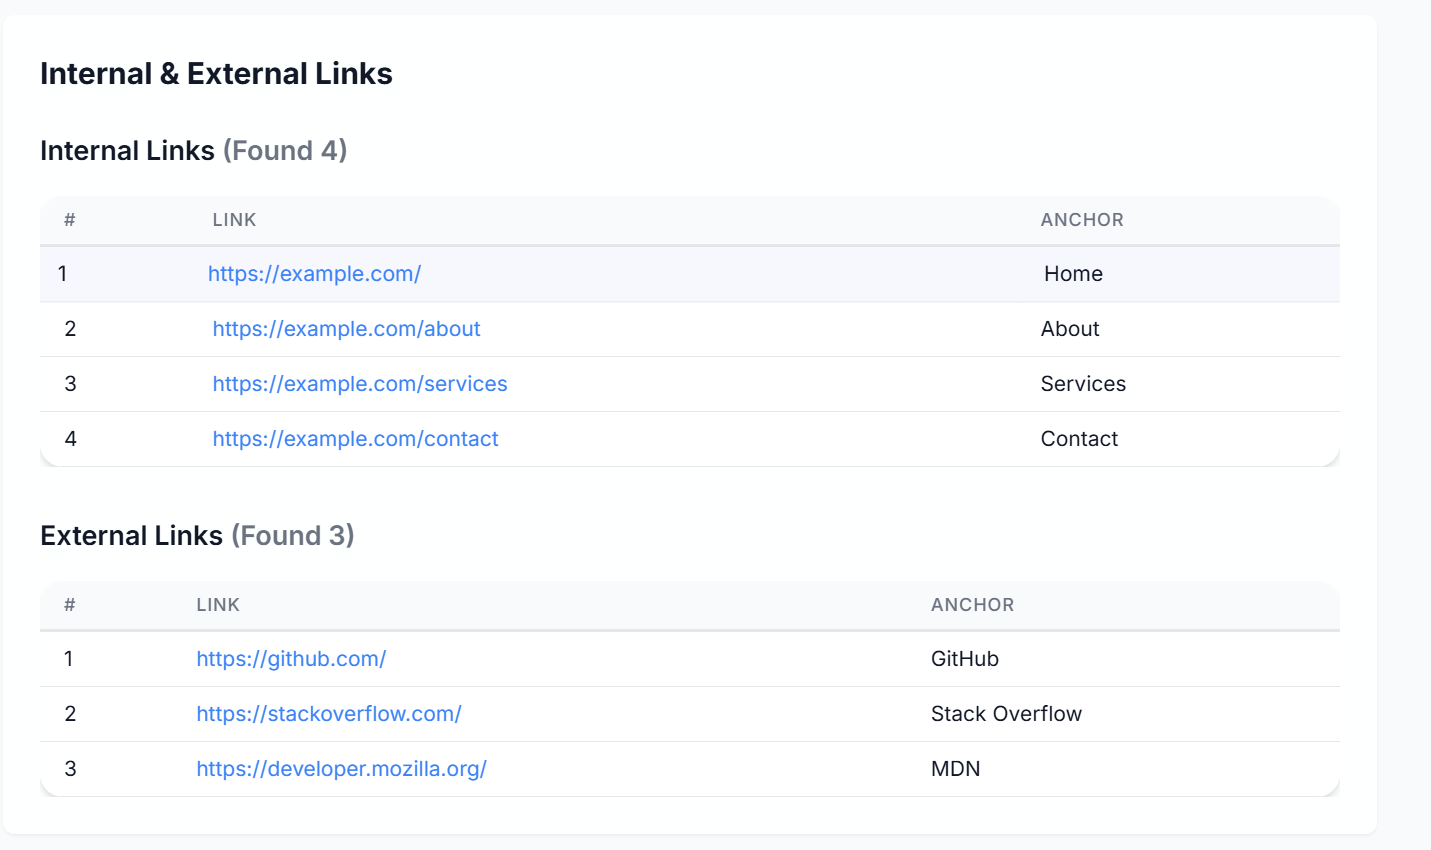 Internal & External Links
Internal Links (Found 4)
# LINK ANCHOR
1 https://example.com/ Home
2 https://example.com/about About
3 https://example.com/services Services
4 https://example.com/contact Contact
External Links (Found 3)
# LINK ANCHOR
1 https://github.com/ GitHub
2 https://stackoverflow.com/ Stack Overflow
3 https://developer.mozilla.org/ MDN